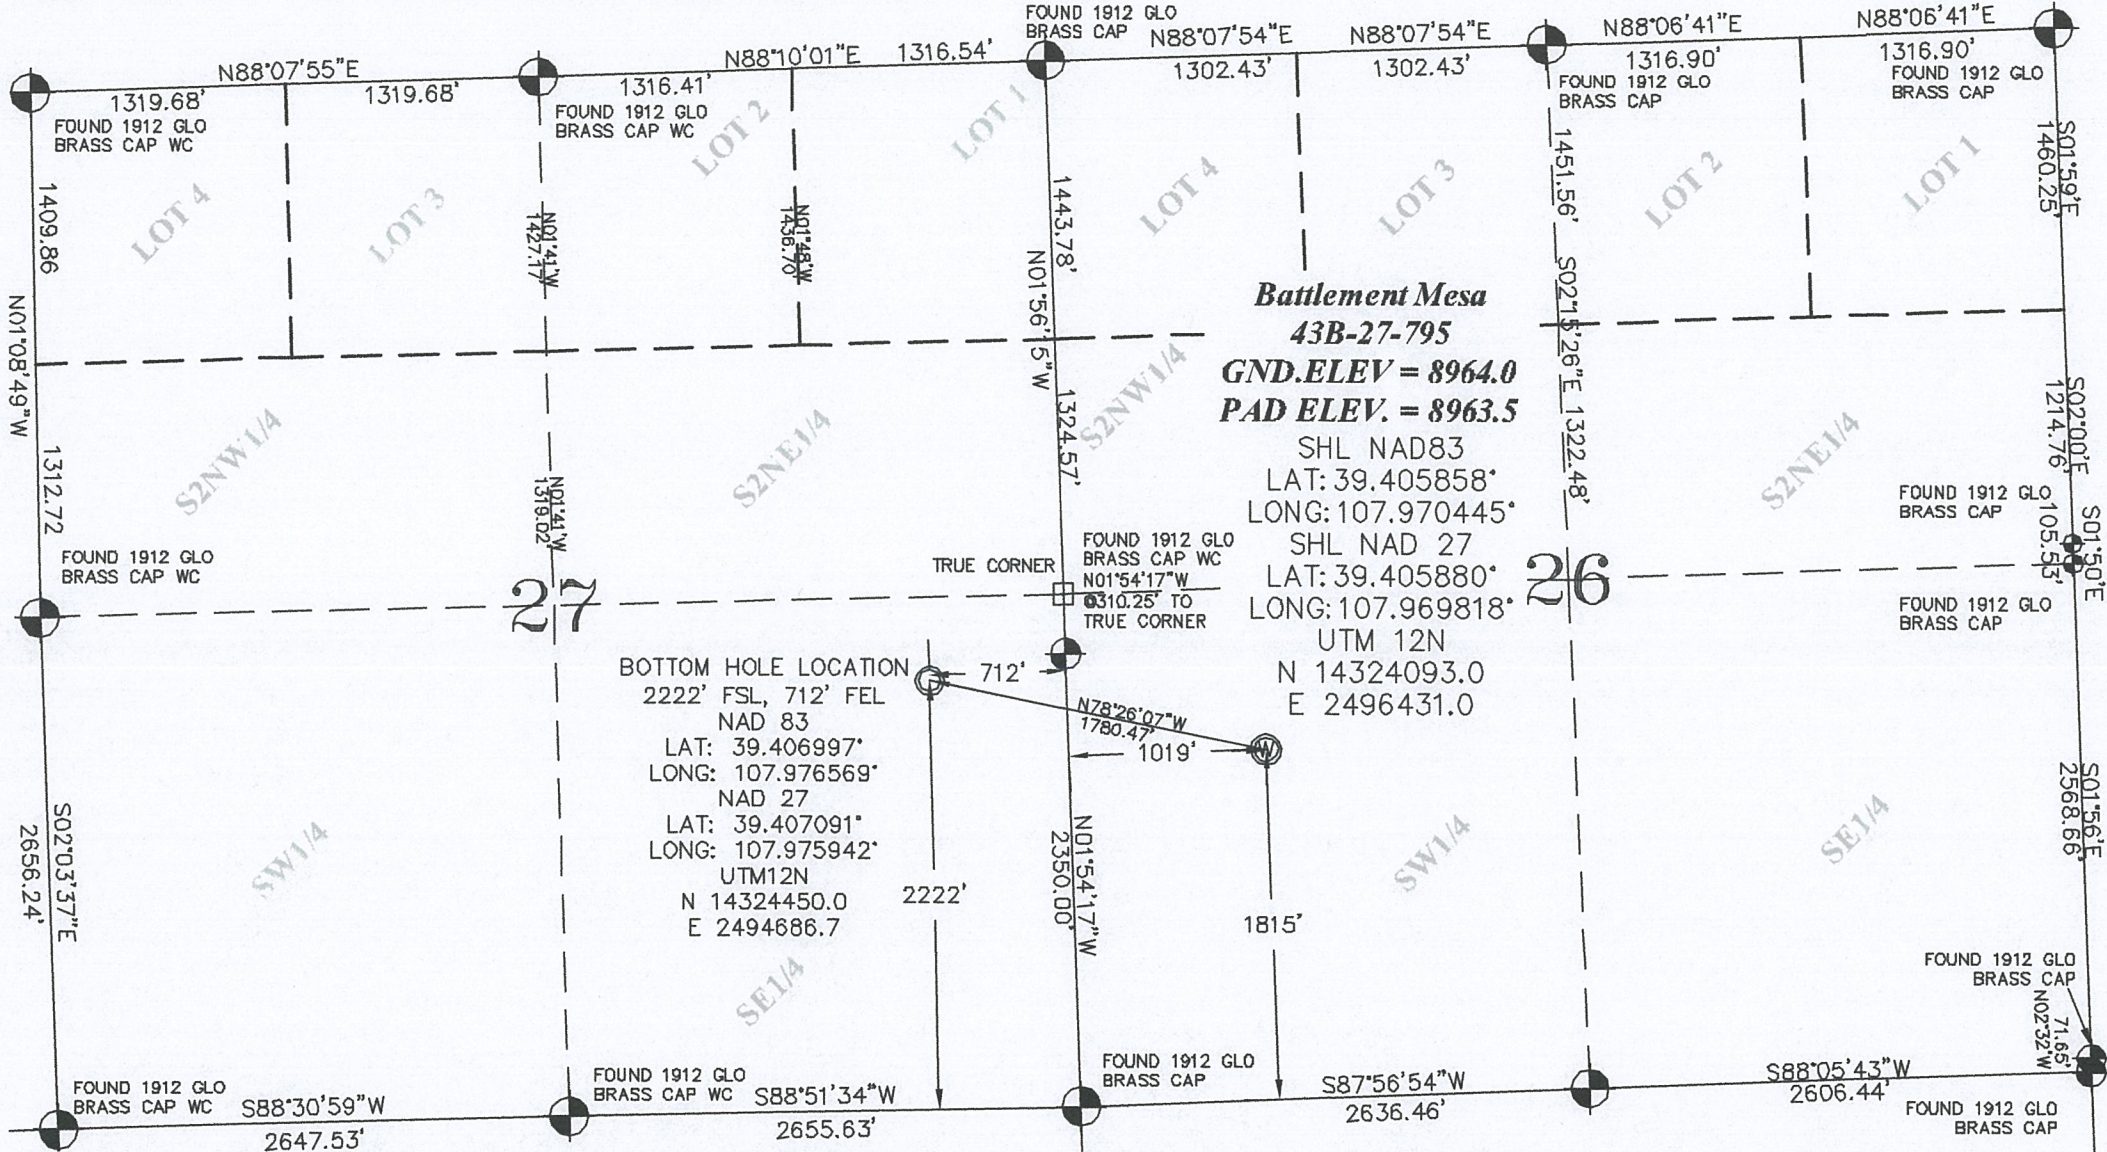 FOUND 1912 GLO
BRASS CAP
N88°07'55"E
1319.68'
1319.68'
N88°10'01"E
1316.41'
1316.54'
N88°07'54"E
1302.43'
N88°07'54"E
1302.43'
N88°06'41"E
1316.90'
N88°06'41"E
1316.90'
FOUND 1912 GLO
BRASS CAP WC
FOUND 1912 GLO
BRASS CAP WC
FOUND 1912 GLO
BRASS CAP
FOUND 1912 GLO
BRASS CAP
LOT 4
LOT 3
LOT 2
LOT 1
LOT 4
LOT 3
LOT 2
LOT 1
1409.86
N01°41'W
1427.17'
N01°48'W
1436.70'
1443.78'
1451.56'
S01°59'E
1460.25'
N01°08'49"W
1312.72
N01°56'15"W
1324.57'
S02°15'26"E 1322.48'
S02°00'E
1214.76'
Battlement Mesa
43B-27-795
GND.ELEV = 8964.0
PAD ELEV. = 8963.5
SHL NAD83
LAT: 39.405858°
LONG: 107.970445°
SHL NAD 27
LAT: 39.405880°
LONG: 107.969818°
UTM 12N
N 14324093.0
E 2496431.0
S2NW1/4
S2NE1/4
S2NW1/4
S2NE1/4
N01°41'W
1319.02'
FOUND 1912 GLO
BRASS CAP WC
TRUE CORNER
FOUND 1912 GLO
BRASS CAP WC
N01°54'17"W
310.25' TO
TRUE CORNER
FOUND 1912 GLO
BRASS CAP
105.53'
S01°50'E
FOUND 1912 GLO
BRASS CAP
27
26
BOTTOM HOLE LOCATION
2222' FSL, 712' FEL
NAD 83
LAT: 39.406997°
LONG: 107.976569°
NAD 27
LAT: 39.407091°
LONG: 107.975942°
UTM12N
N 14324450.0
E 2494686.7
712'
N78°26'07"W
1780.47'
1019'
W
2222'
1815'
S02°03'37"E
2656.24'
N01°54'17"W
2350.00'
S01°56'E
2568.66'
SW1/4
SE1/4
SW1/4
SE1/4
FOUND 1912 GLO
BRASS CAP
N02°32'W
71.65'
FOUND 1912 GLO
BRASS CAP WC
S88°30'59"W
2647.53'
FOUND 1912 GLO
BRASS CAP WC
S88°51'34"W
2655.63'
FOUND 1912 GLO
BRASS CAP
S87°56'54"W
2636.46'
S88°05'43"W
2606.44'
FOUND 1912 GLO
BRASS CAP